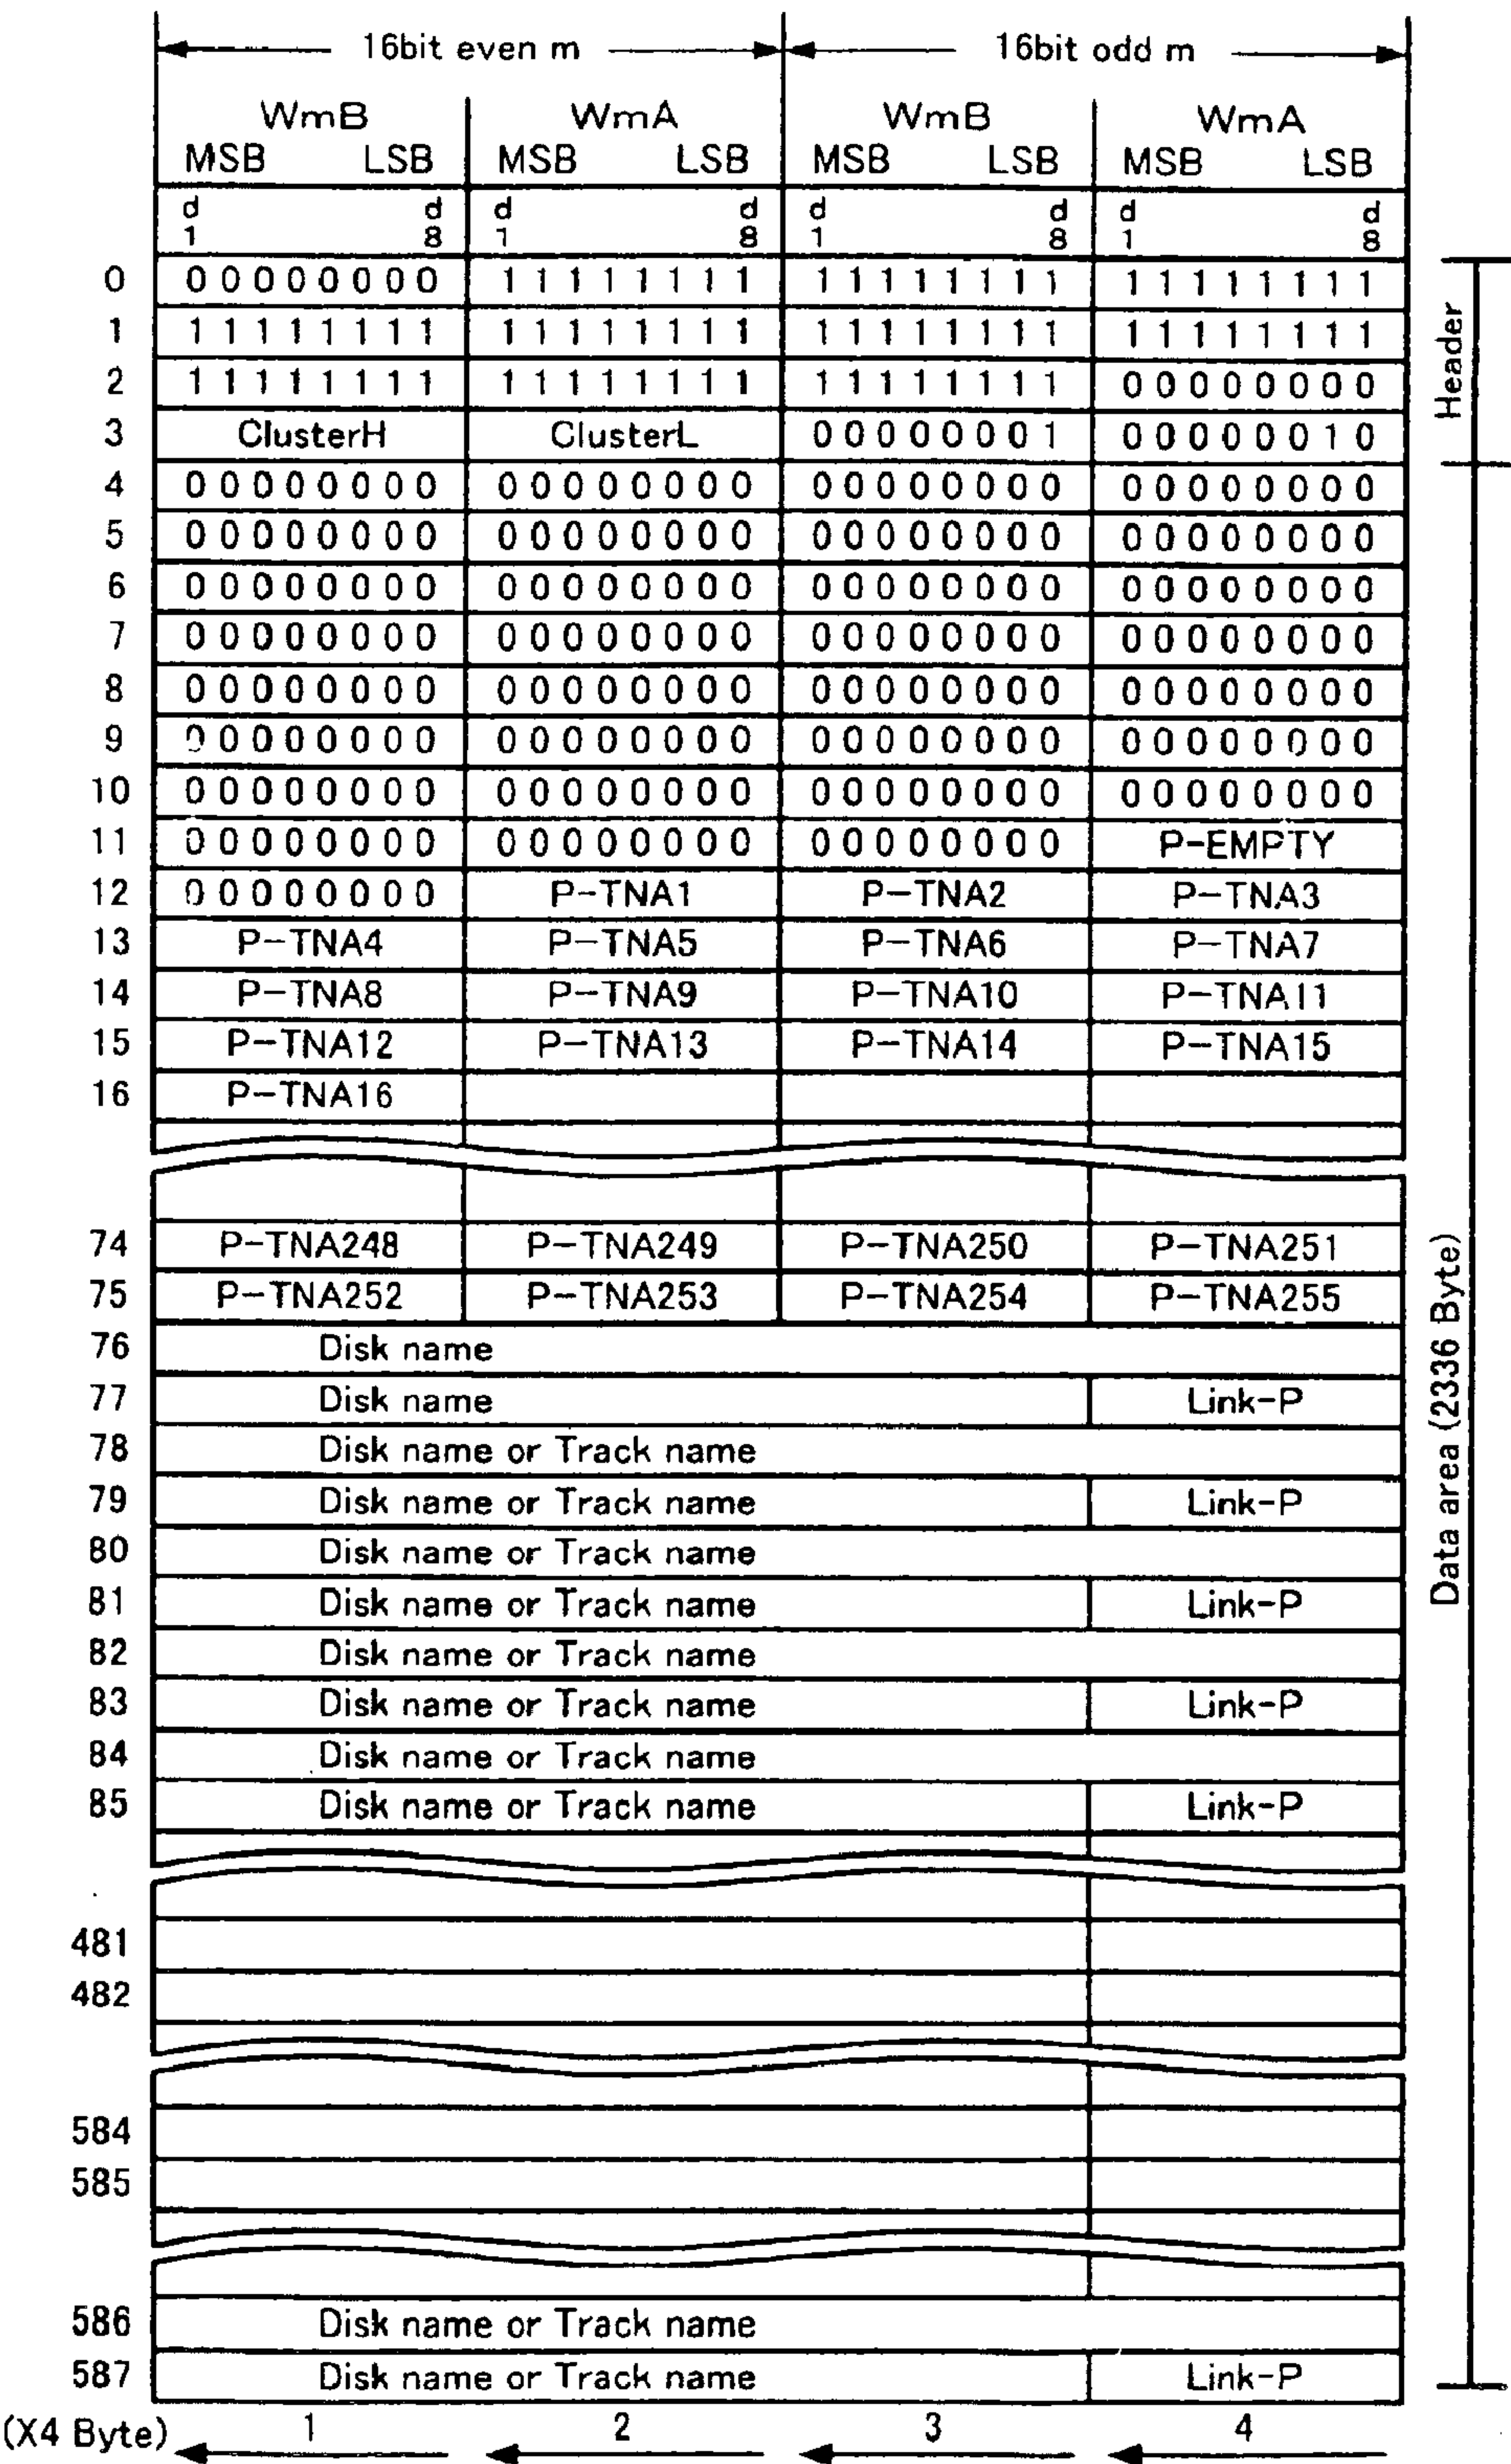 16bit even m 16bit odd m
WmB WmA WmB WmA
MSB LSB MSB LSB MSB LSB MSB LSB
d d d d d d d d
1 8 1 8 1 8 1 8
0 00000000 11111111 11111111 11111111
1 11111111 11111111 11111111 11111111
2 11111111 11111111 11111111 00000000
3 ClusterH ClusterL 00000001 00000010
4 00000000 00000000 00000000 00000000
5 00000000 00000000 00000000 00000000
6 00000000 00000000 00000000 00000000
7 00000000 00000000 00000000 00000000
8 00000000 00000000 00000000 00000000
9 00000000 00000000 00000000 00000000
10 00000000 00000000 00000000 00000000
11 00000000 00000000 00000000 P-EMPTY
12 00000000 P-TNA1 P-TNA2 P-TNA3
13 P-TNA4 P-TNA5 P-TNA6 P-TNA7
14 P-TNA8 P-TNA9 P-TNA10 P-TNA11
15 P-TNA12 P-TNA13 P-TNA14 P-TNA15
16 P-TNA16
74 P-TNA248 P-TNA249 P-TNA250 P-TNA251
75 P-TNA252 P-TNA253 P-TNA254 P-TNA255
76 Disk name
77 Disk name Link-P
78 Disk name or Track name
79 Disk name or Track name Link-P
80 Disk name or Track name
81 Disk name or Track name Link-P
82 Disk name or Track name
83 Disk name or Track name Link-P
84 Disk name or Track name
85 Disk name or Track name Link-P
481
482
584
585
586 Disk name or Track name
587 Disk name or Track name Link-P
(X4 Byte) 1 2 3 4
Header
Data area (2336 Byte)